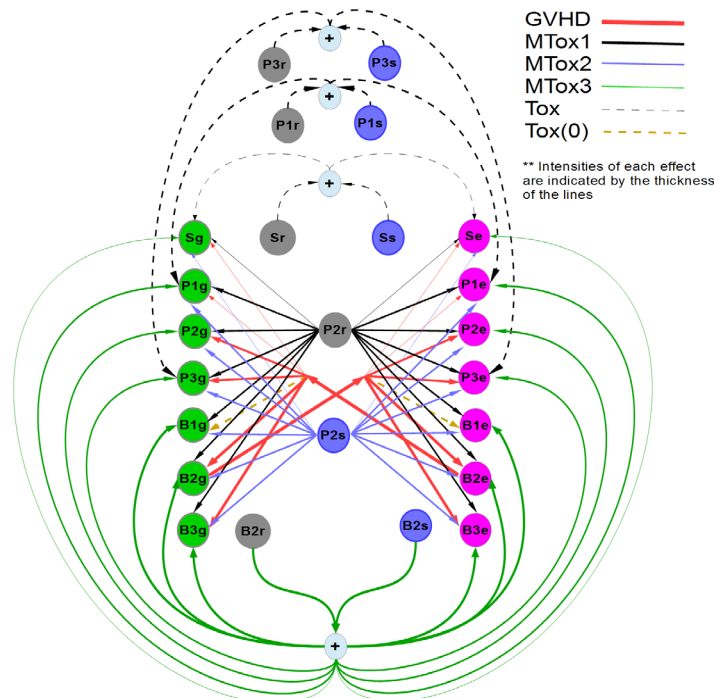 GVHD
MTox1
MTox2
MTox3
Tox
Tox(0)
** Intensities of each effect
are indicated by the thickness
of the lines
+
P3r
P3s
+
P1r
P1s
+
Sg
Sr
Ss
Se
P1g
P1e
P2g
P2r
P2e
P3g
P3e
B1g
P2s
B1e
B2g
B2e
B3g
B2r
B2s
B3e
+